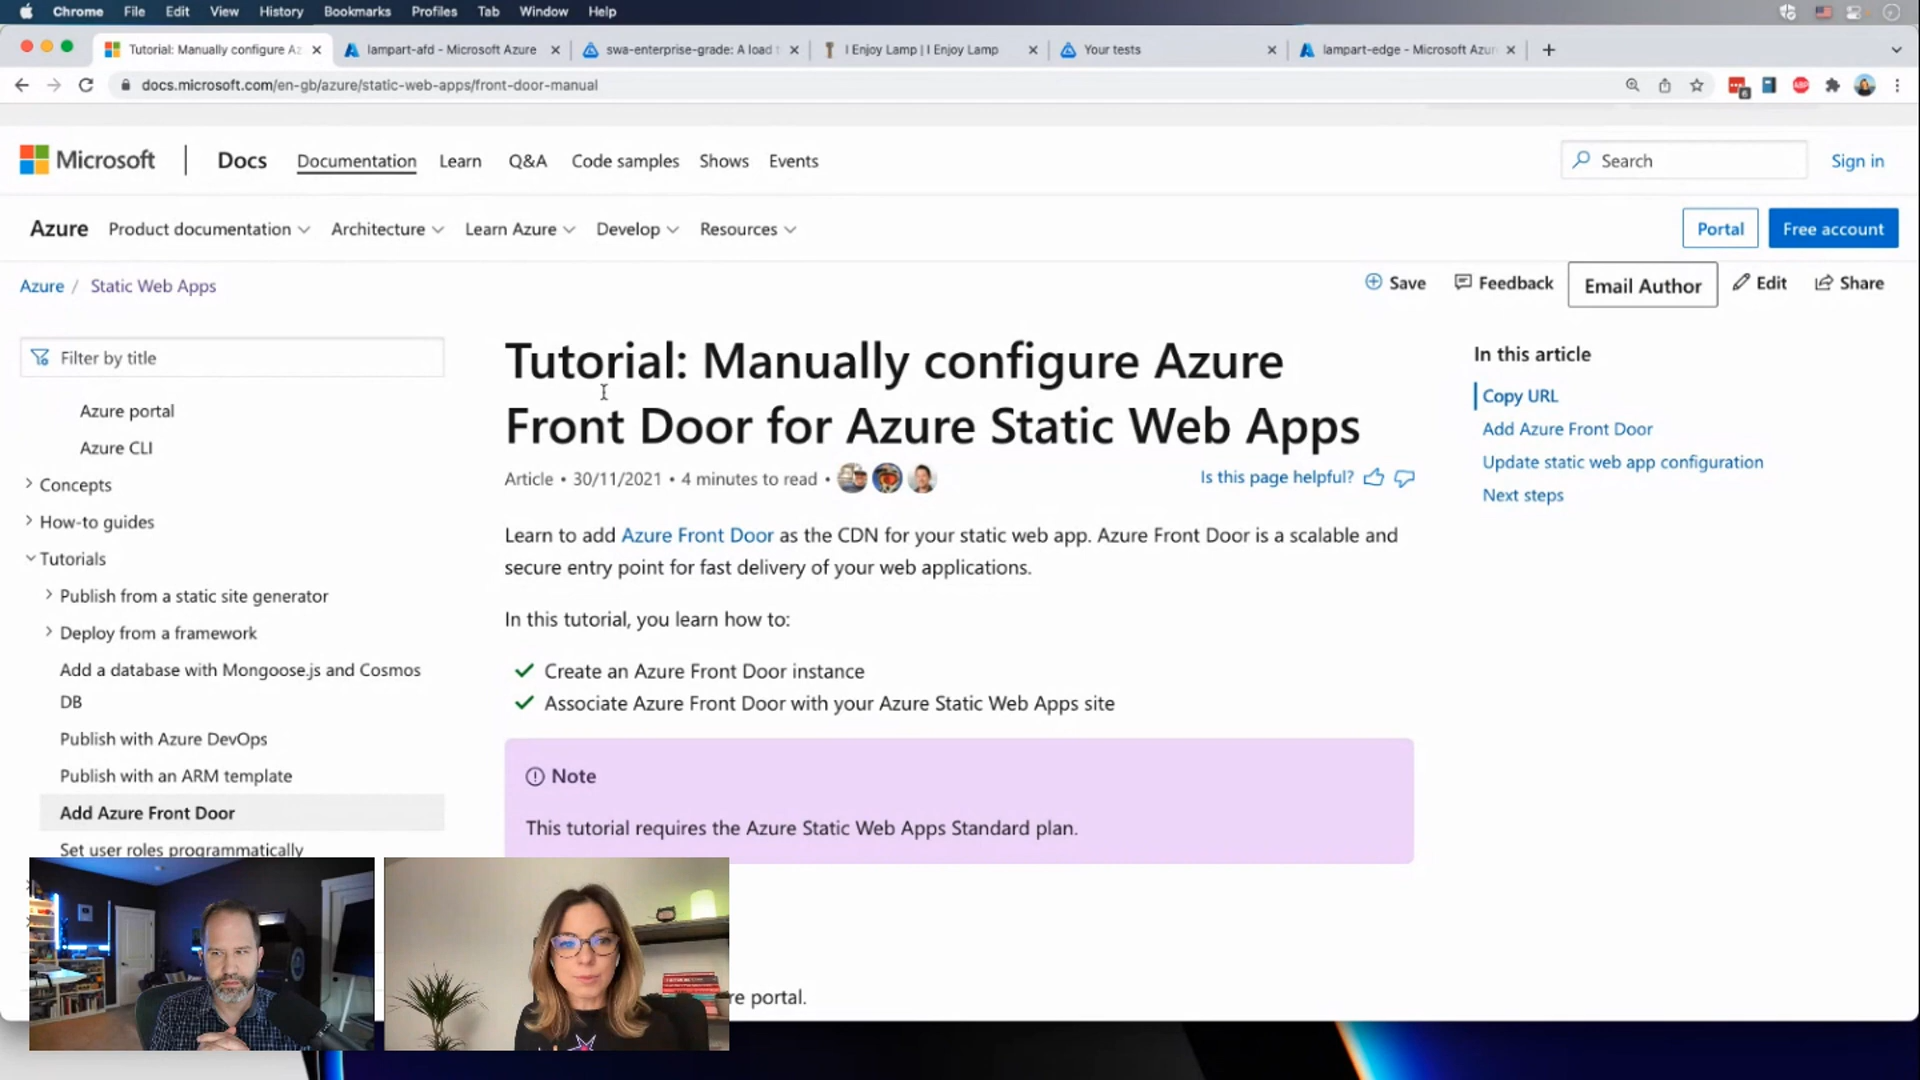 Chrome File Edit View History Bookmarks Profiles Tab Window Help
Tutorial: Manually configure Az
lampart-afd - Microsoft Azure
swa-enterprise-grade: A load t
I Enjoy Lamp | I Enjoy Lamp
Your tests
lampart-edge - Microsoft Azur
docs.microsoft.com/en-gb/azure/static-web-apps/front-door-manual
Microsoft
Docs Documentation Learn Q&A Code samples Shows Events
Search
Sign in
Azure Product documentation Architecture Learn Azure Develop Resources
Portal
Free account
Azure / Static Web Apps
Save Feedback Email Author Edit Share
Filter by title
Azure portal
Azure CLI
Concepts
How-to guides
Tutorials
Publish from a static site generator
Deploy from a framework
Add a database with Mongoose.js and Cosmos
DB
Publish with Azure DevOps
Publish with an ARM template
Add Azure Front Door
Set user roles programmatically
Tutorial: Manually configure Azure
Front Door for Azure Static Web Apps
Article • 30/11/2021 • 4 minutes to read •
Is this page helpful?
Learn to add Azure Front Door as the CDN for your static web app. Azure Front Door is a scalable and
secure entry point for fast delivery of your web applications.
In this tutorial, you learn how to:
Create an Azure Front Door instance
Associate Azure Front Door with your Azure Static Web Apps site
Note
This tutorial requires the Azure Static Web Apps Standard plan.
re portal.
In this article
Copy URL
Add Azure Front Door
Update static web app configuration
Next steps